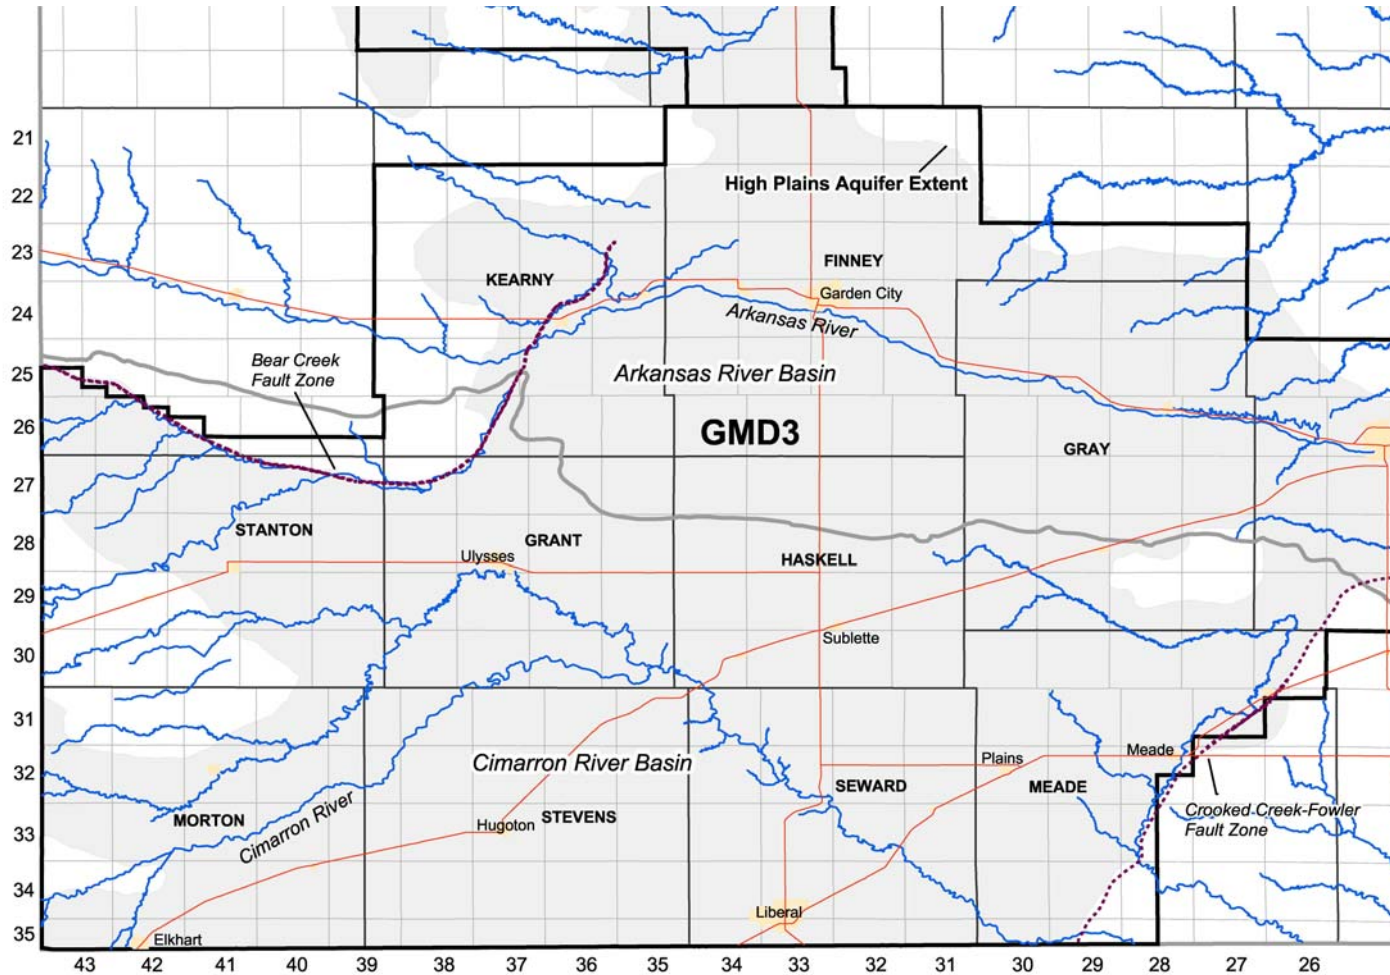 21
22
High Plains Aquifer Extent
23
KEARNY
FINNEY
Garden City
24
Arkansas River
Bear Creek
Fault Zone
25
Arkansas River Basin
26
GMD3
GRAY
27
STANTON
28
GRANT
Ulysses
HASKELL
29
Sublette
30
31
Cimarron River Basin
32
Plains
Meade
SEWARD
MEADE
MORTON
Cimarron River
STEVENS
Hugoton
33
Crooked Creek-Fowler
Fault Zone
34
Liberal
35
Elkhart
43 42 40 39 38 37 36 35 34 33 32 31 30 29 28 27 26